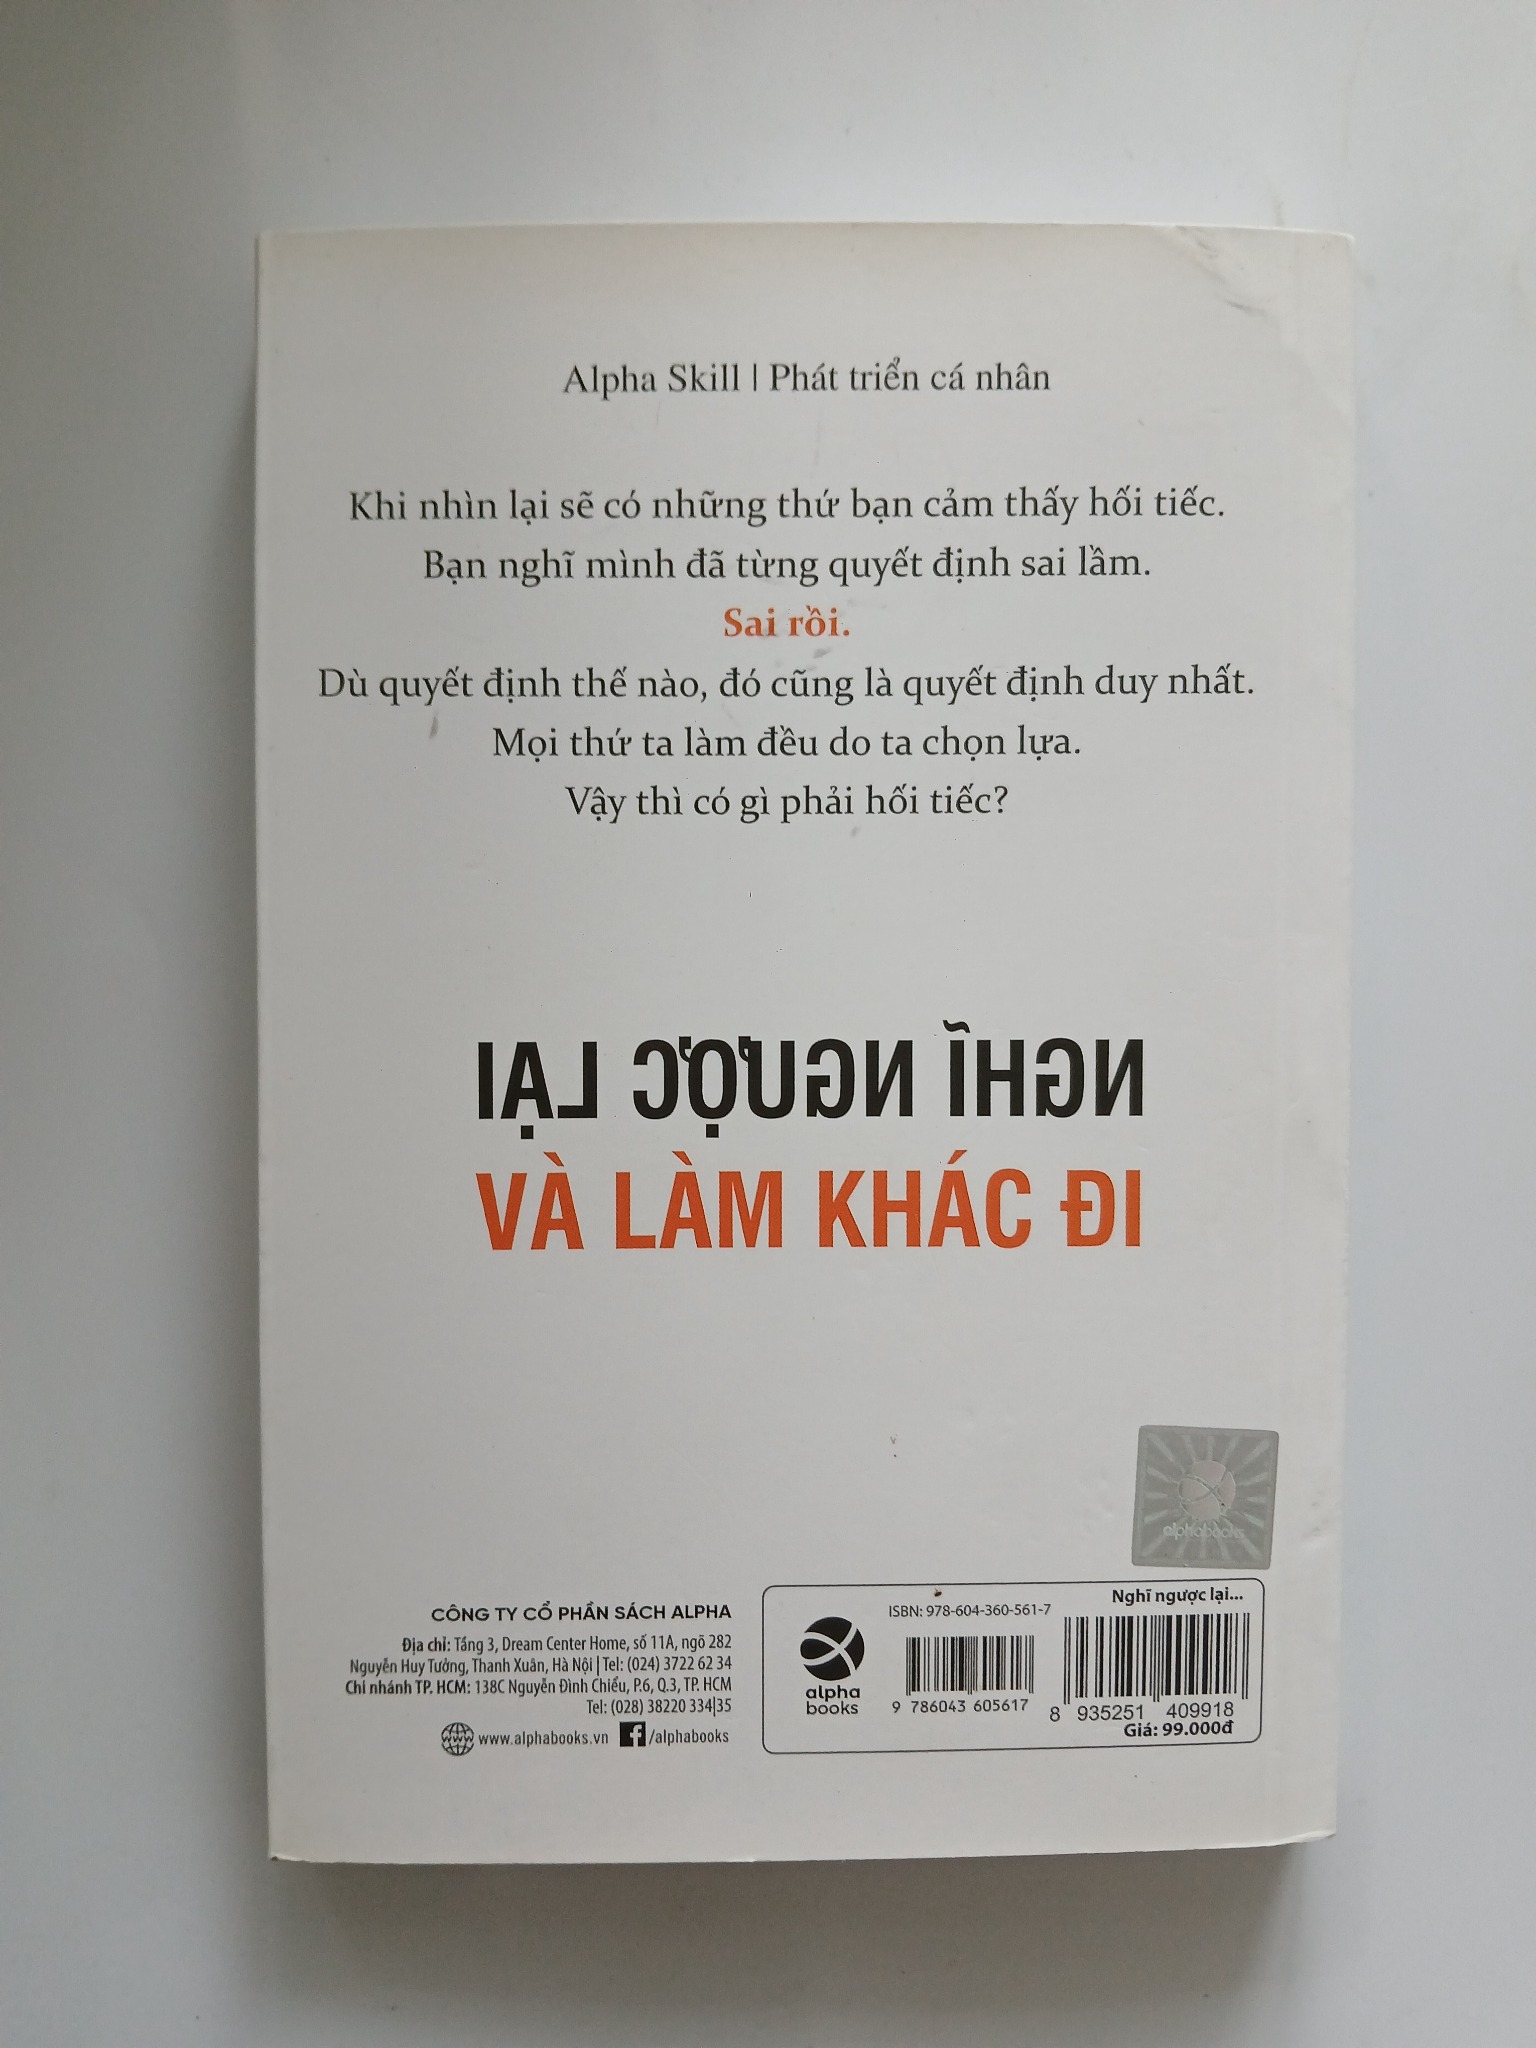 Alpha Skill | Phát triển cá nhân
Khi nhìn lại sẽ có những thứ bạn cảm thấy hối tiếc.
Bạn nghĩ mình đã từng quyết định sai lầm.
Sai rồi.
Dù quyết định thế nào, đó cũng là quyết định duy nhất.
Mọi thứ ta làm đều do ta chọn lựa.
Vậy thì có gì phải hối tiếc?
NGHĨ NGƯỢC LẠI
VÀ LÀM KHÁC ĐI
alphabooks
CÔNG TY CỔ PHẦN SÁCH ALPHA
Địa chỉ: Tầng 3, Dream Center Home, số 11A, ngõ 282
Nguyễn Huy Tưởng, Thanh Xuân, Hà Nội | Tel: (024) 3722 62 34
Chi nhánh TP. HCM: 138C Nguyễn Đình Chiểu, P.6, Q.3, TP. HCM
Tel: (028) 38220 334|35
www www.alphabooks.vn f /alphabooks
alpha
books
ISBN: 978-604-360-561-7
9 786043 605617
Nghĩ ngược lại...
8 935251 409918
Giá: 99.000đ